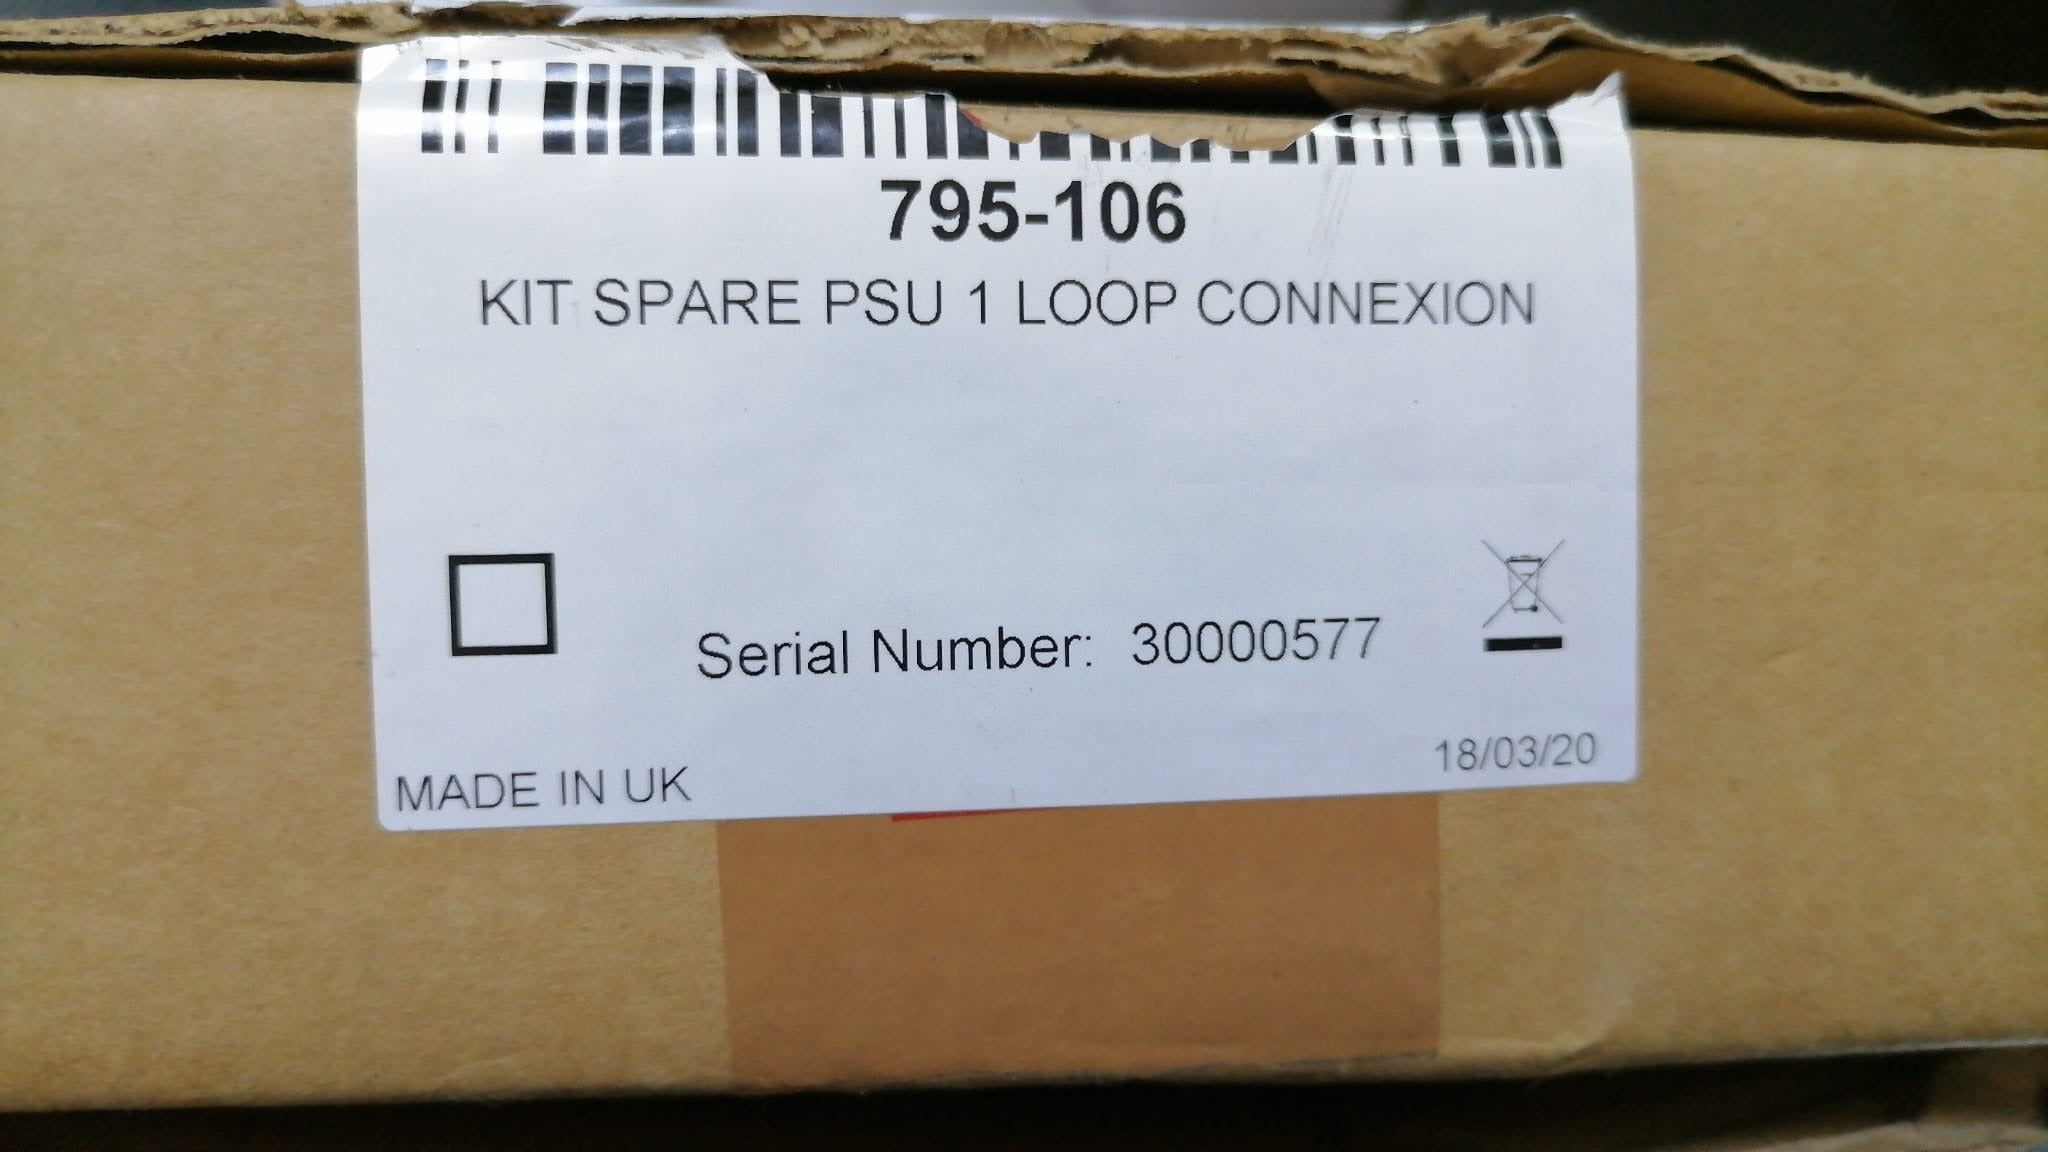 795-106
KIT SPARE PSU 1 LOOP CONNEXION
Serial Number: 30000577
18/03/20
MADE IN UK